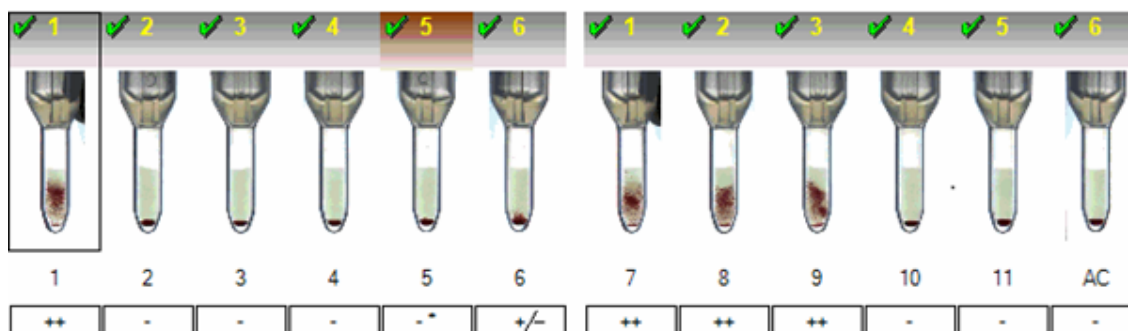 1 2 3 4 5 6 1 2 3 4 5 6
1 2 3 4 5 6 7 8 9 10 11 AC
++ - - - -* +/- ++ ++ ++ - - -